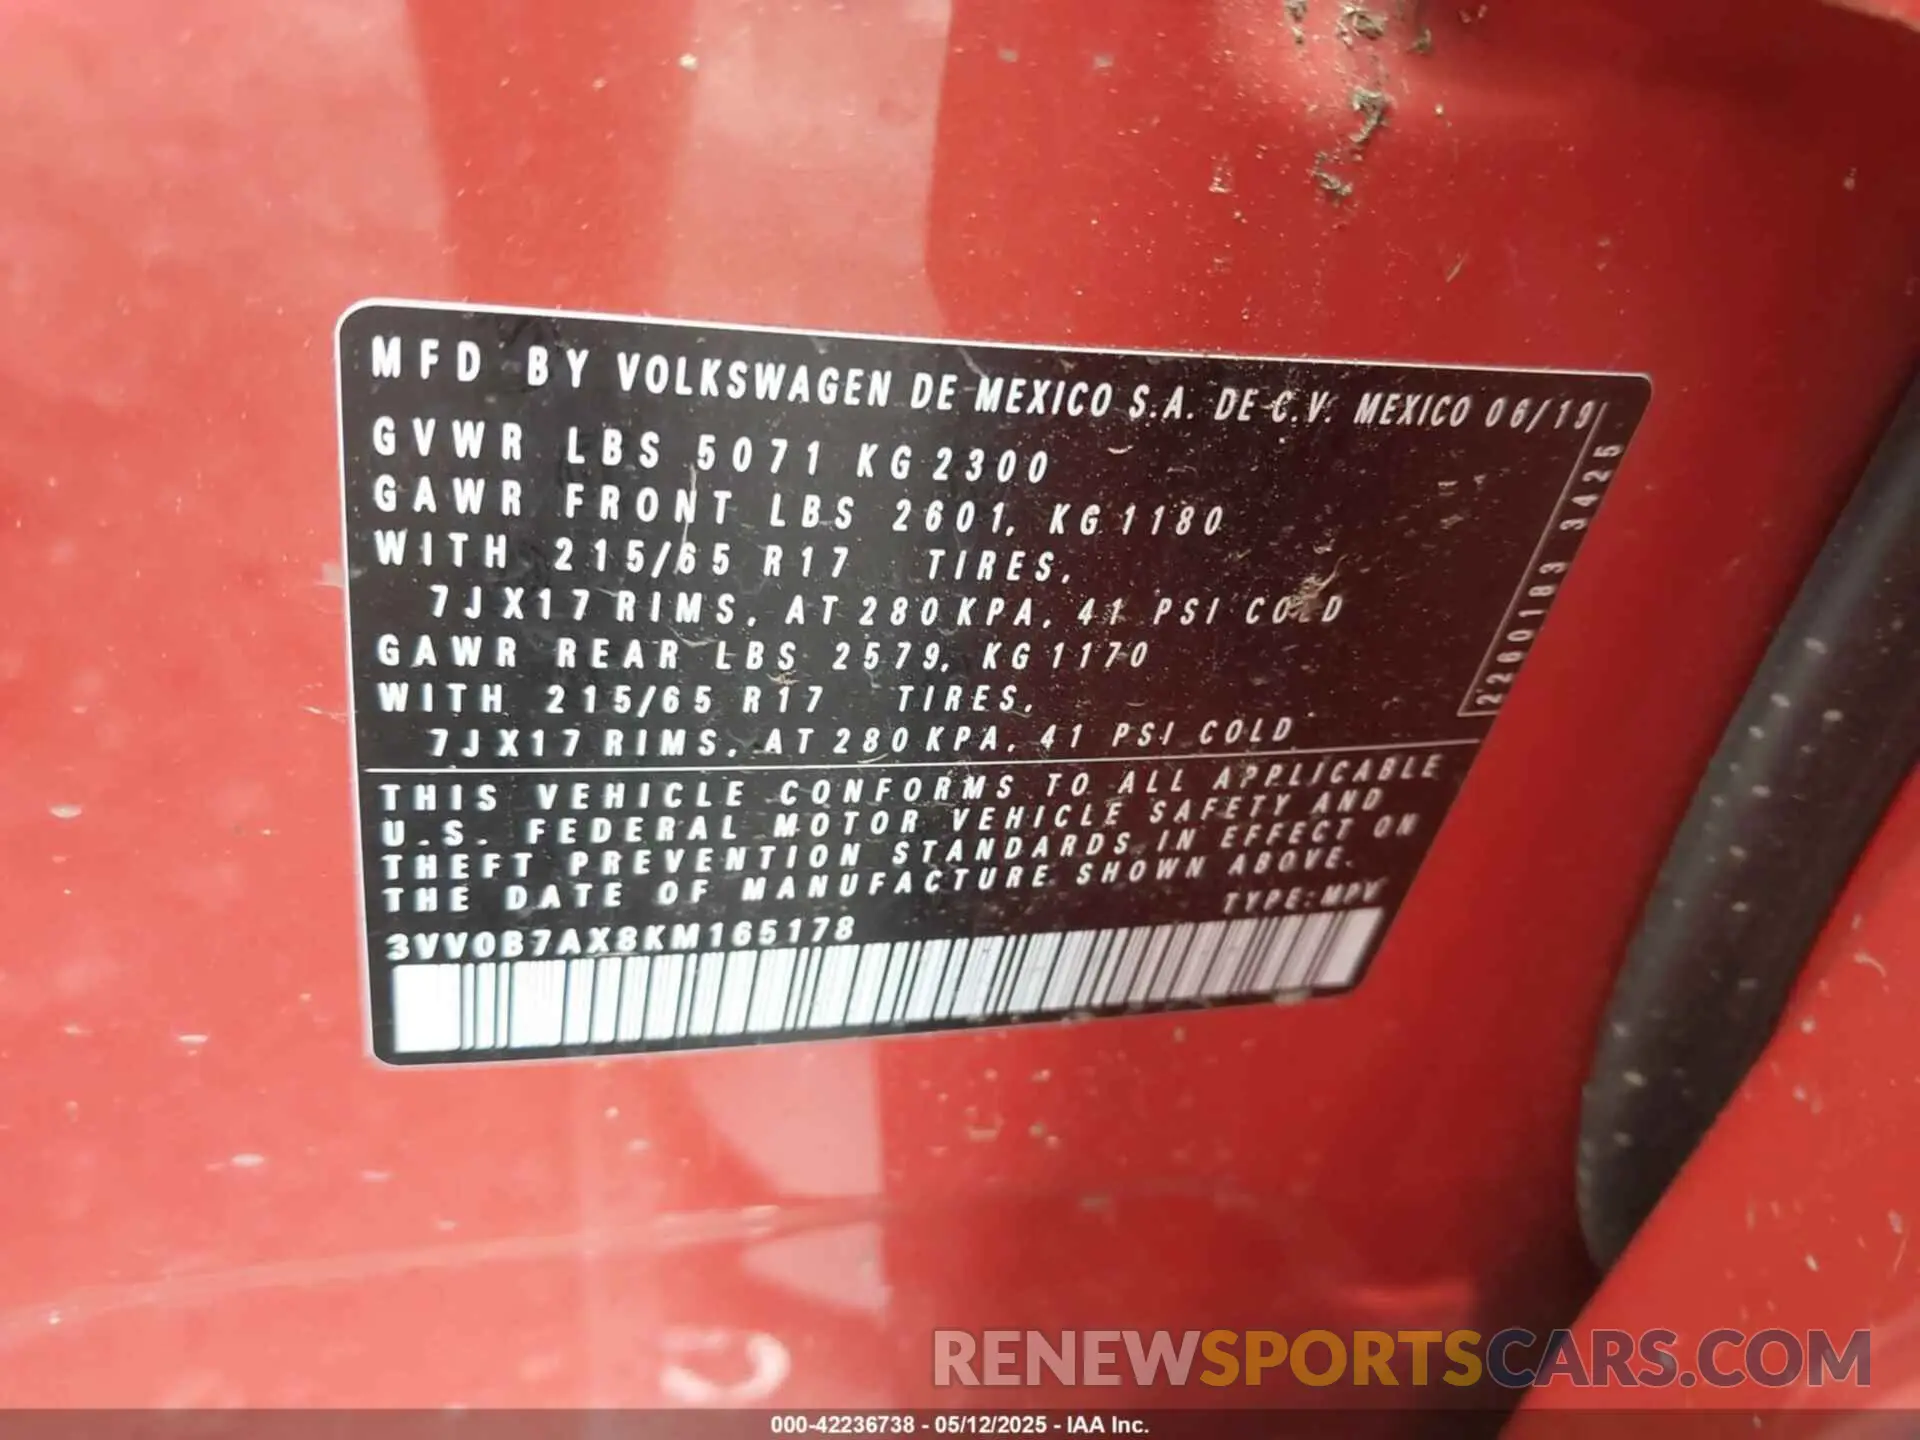 MFD BY VOLKSWAGEN DE MEXICO S.A. DE C.V. MEXICO 06/19
GVWR LBS 5071 KG 2300
GAWR FRONT LBS 2601, KG 1180
WITH 215/65 R17 TIRES,
7JX17 RIMS, AT 280 KPA, 41 PSI COLD
GAWR REAR LBS 2579, KG 1170
WITH 215/65 R17 TIRES,
7JX17 RIMS, AT 280 KPA, 41 PSI COLD
2260183 3425
THIS VEHICLE CONFORMS TO ALL APPLICABLE
U.S. FEDERAL MOTOR VEHICLE SAFETY AND
THEFT PREVENTION STANDARDS IN EFFECT ON
THE DATE OF MANUFACTURE SHOWN ABOVE.
TYPE: MPV
3VV0B7AX8KM165178
RENEWSPORTSCARS.COM
000-42236738 - 05/12/2025 - IAA Inc.